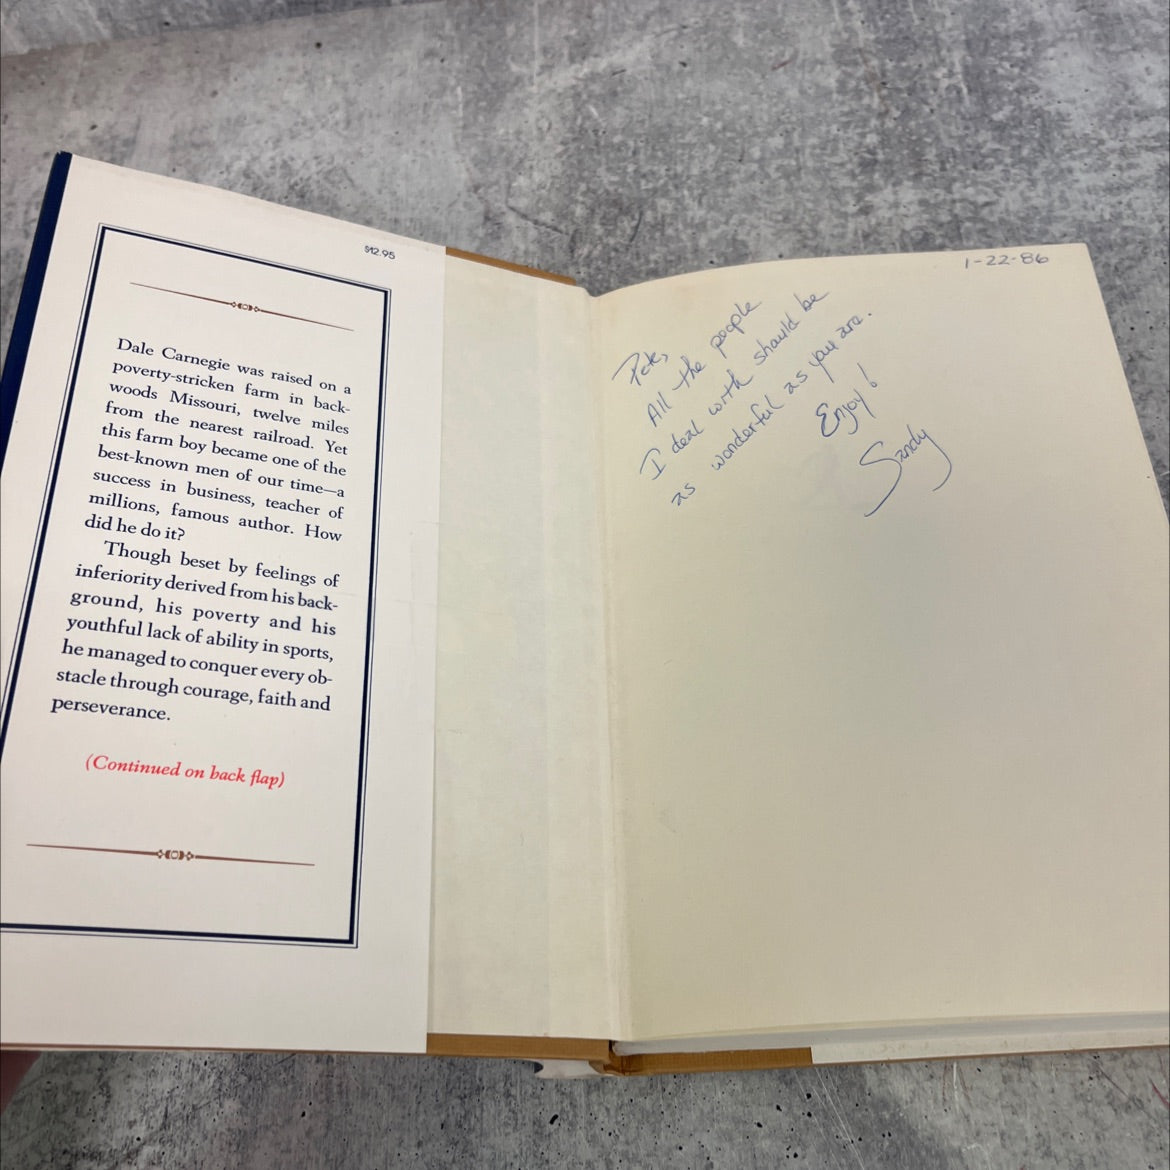 $12.95
Dale Carnegie was raised on a
poverty-stricken farm in back-
woods Missouri, twelve miles
from the nearest railroad. Yet
this farm boy became one of the
best-known men of our time—a
success in business, teacher of
millions, famous author. How
did he do it?
Though beset by feelings of
inferiority derived from his back-
ground, his poverty and his
youthful lack of ability in sports,
he managed to conquer every ob-
stacle through courage, faith and
perseverance.
(Continued on back flap)
1-22-86
Pete,
All the people
I deal with should be
as wonderful as you are.
Enjoy!
Sandy